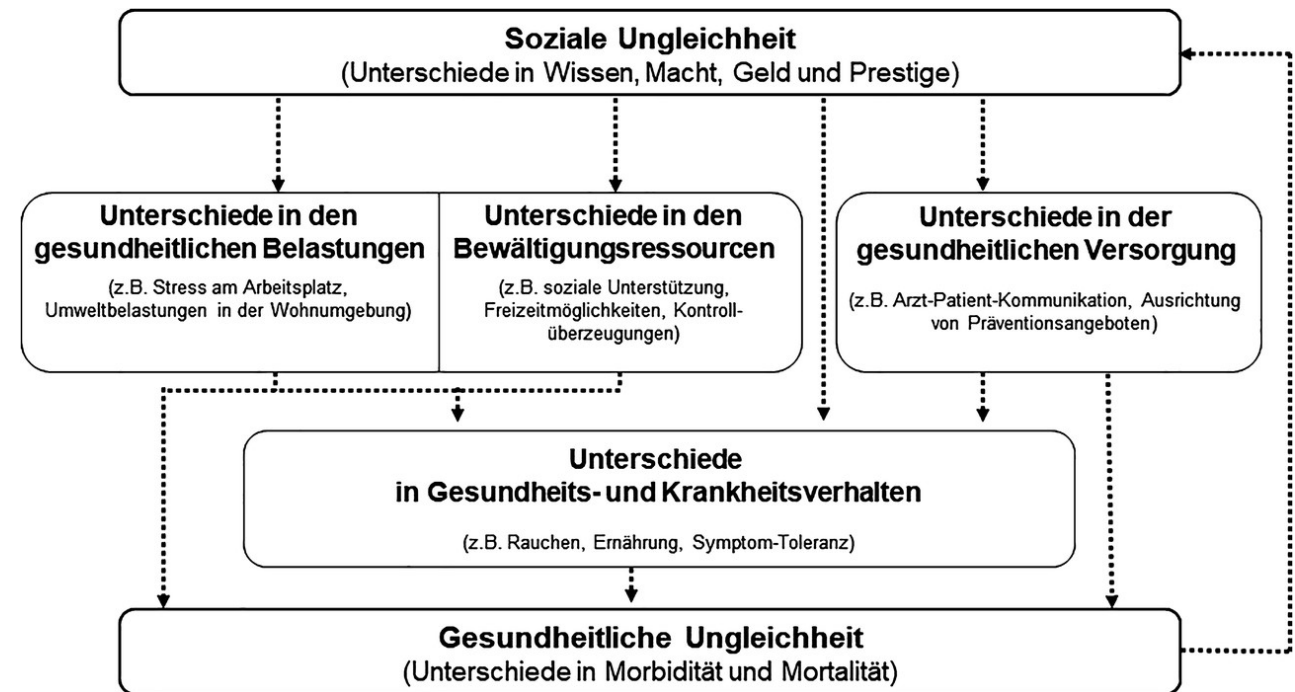 Soziale Ungleichheit
(Unterschiede in Wissen, Macht, Geld und Prestige)
Unterschiede in den
gesundheitlichen Belastungen
(z.B. Stress am Arbeitsplatz,
Umweltbelastungen in der Wohnumgebung)
Unterschiede in den
Bewältigungsressourcen
(z.B. soziale Unterstützung,
Freizeitmöglichkeiten, Kontroll-
überzeugungen)
Unterschiede in der
gesundheitlichen Versorgung
(z.B. Arzt-Patient-Kommunikation, Ausrichtung
von Präventionsangeboten)
Unterschiede
in Gesundheits- und Krankheitsverhalten
(z.B. Rauchen, Ernährung, Symptom-Toleranz)
Gesundheitliche Ungleichheit
(Unterschiede in Morbidität und Mortalität)